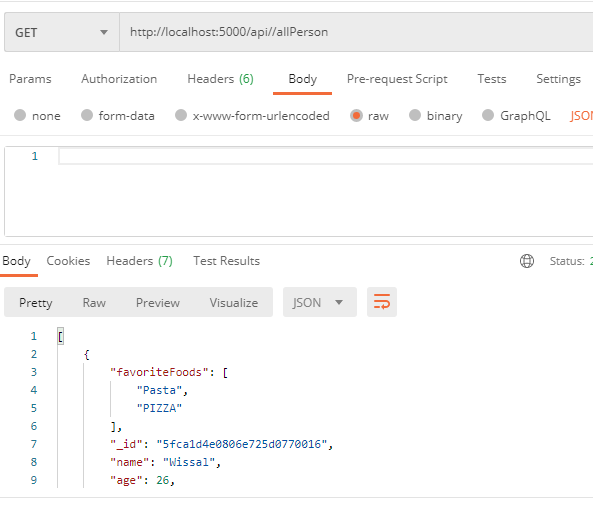 GET http://localhost:5000/api//allPerson
Params Authorization Headers (6) Body Pre-request Script Tests Settings
none form-data x-www-form-urlencoded raw binary GraphQL JSON
1
Body Cookies Headers (7) Test Results Status: 2
Pretty Raw Preview Visualize JSON
1 [
2 {
3 "favoriteFoods": [
4 "Pasta",
5 "PIZZA"
6 ],
7 "_id": "5fca1d4e0806e725d0770016",
8 "name": "Wissal",
9 "age": 26,